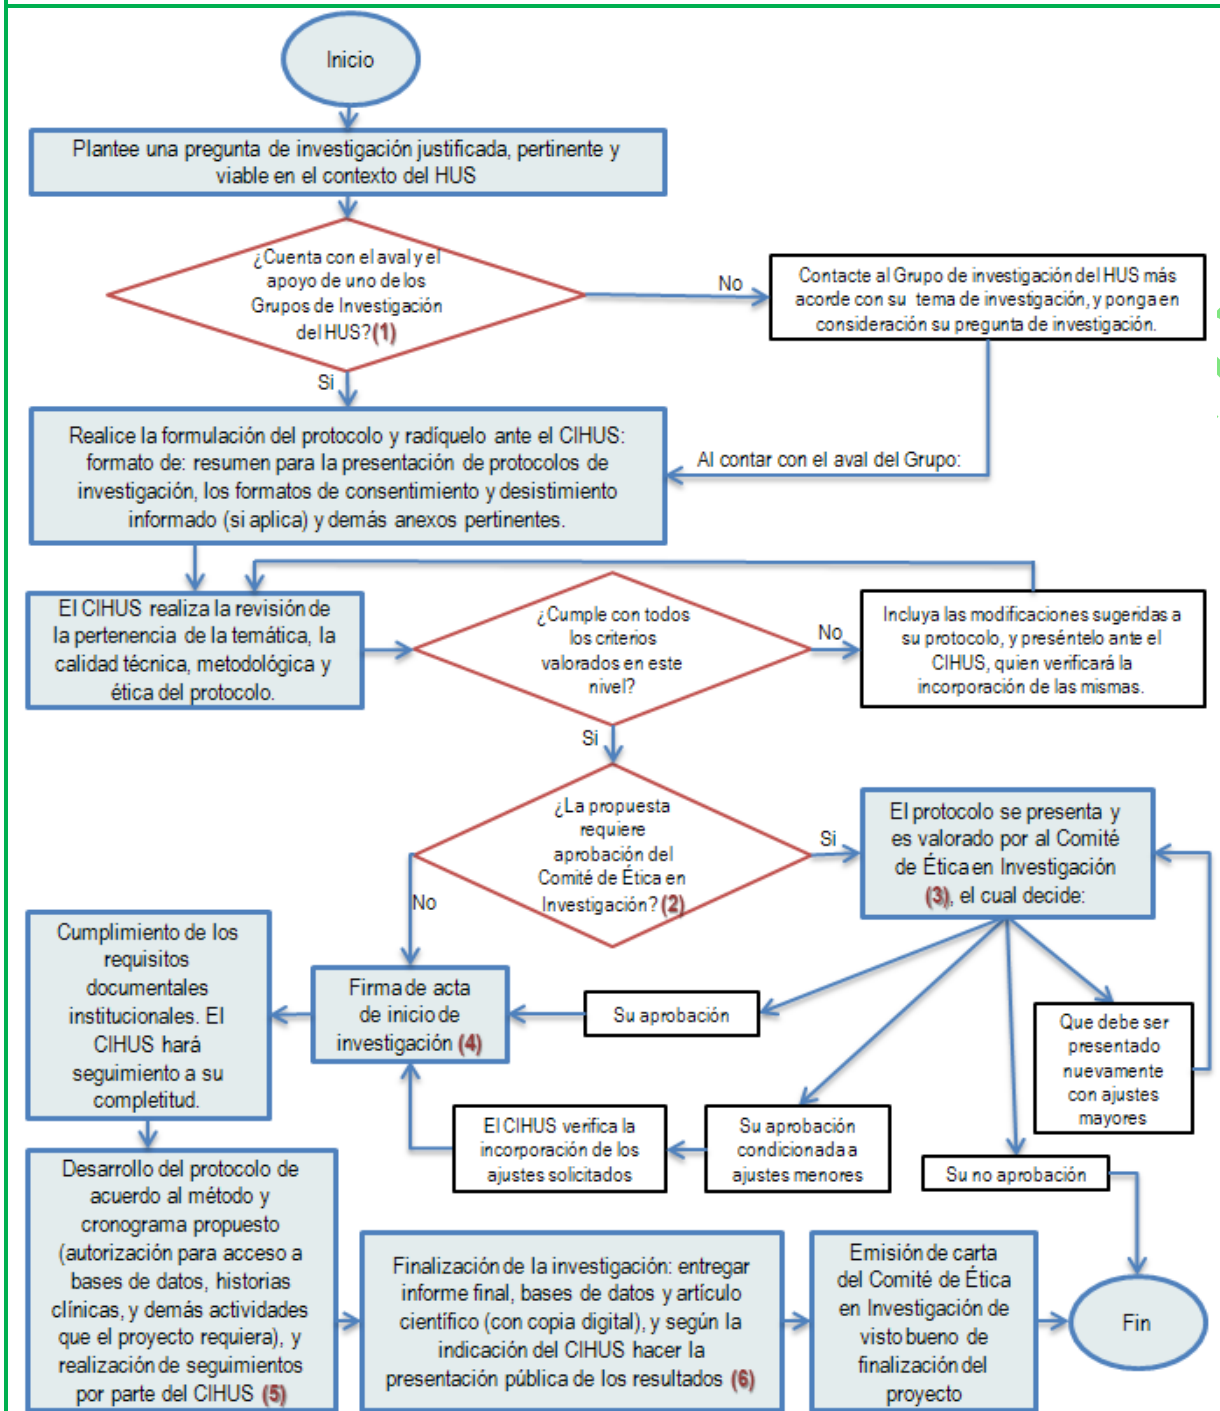 Inicio
Plantee una pregunta de investigación justificada, pertinente y
viable en el contexto del HUS
¿Cuenta con el aval y el
apoyo de uno de los
Grupos de Investigación
del HUS? (1)
No
Contacte al Grupo de investigación del HUS más
acorde con su tema de investigación, y ponga en
consideración su pregunta de investigación.
Si
Realice la formulación del protocolo y radíquelo ante el CIHUS:
formato de: resumen para la presentación de protocolos de
investigación, los formatos de consentimiento y desistimiento
informado (si aplica) y demás anexos pertinentes.
Al contar con el aval del Grupo:
El CIHUS realiza la revisión de
la pertenencia de la temática, la
calidad técnica, metodológica y
ética del protocolo.
¿Cumple con todos
los criterios
valorados en este
nivel?
No
Incluya las modificaciones sugeridas a
su protocolo, y preséntelo ante el
CIHUS, quien verificará la
incorporación de las mismas.
Si
¿La propuesta
requiere
aprobación del
Comité de Ética en
Investigación? (2)
Si
El protocolo se presenta y
es valorado por al Comité
de Ética en Investigación
(3), el cual decide:
No
Cumplimiento de los
requisitos
documentales
institucionales. El
CIHUS hará
seguimiento a su
completitud.
Firma de acta
de inicio de
investigación (4)
Su aprobación
Que debe ser
presentado
nuevamente
con ajustes
mayores
El CIHUS verifica la
incorporación de los
ajustes solicitados
Su aprobación
condicionada a
ajustes menores
Su no aprobación
Desarrollo del protocolo de
acuerdo al método y
cronograma propuesto
(autorización para acceso a
bases de datos, historias
clínicas, y demás actividades
que el proyecto requiera), y
realización de seguimientos
por parte del CIHUS (5)
Finalización de la investigación: entregar
informe final, bases de datos y artículo
científico (con copia digital), y según la
indicación del CIHUS hacer la
presentación pública de los resultados (6)
Emisión de carta
del Comité de Ética
en Investigación de
visto bueno de
finalización del
proyecto
Fin